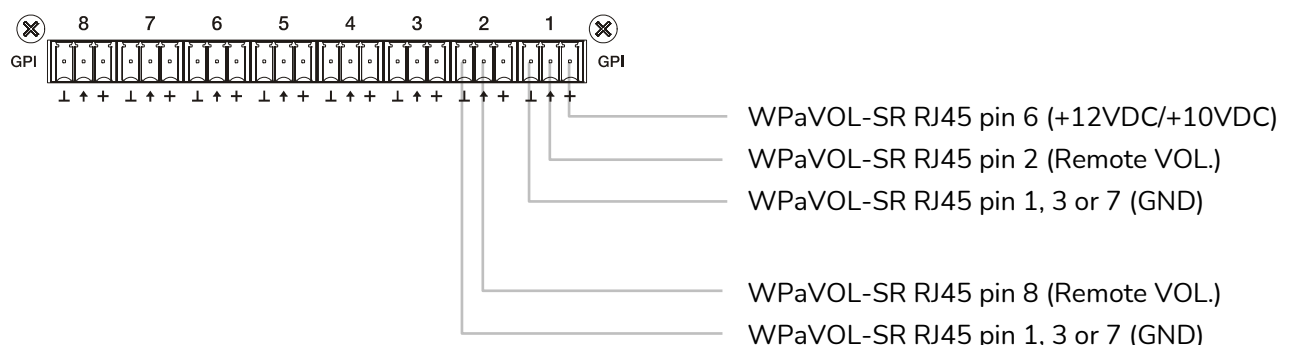 8 7 6 5 4 3 2 1
GPI GPI
⊥ ↑ + ⊥ ↑ + ⊥ ↑ + ⊥ ↑ + ⊥ ↑ + ⊥ ↑ + ⊥ ↑ + ⊥ ↑ +
WPaVOL-SR RJ45 pin 6 (+12VDC/+10VDC)
WPaVOL-SR RJ45 pin 2 (Remote VOL.)
WPaVOL-SR RJ45 pin 1, 3 or 7 (GND)
WPaVOL-SR RJ45 pin 8 (Remote VOL.)
WPaVOL-SR RJ45 pin 1, 3 or 7 (GND)